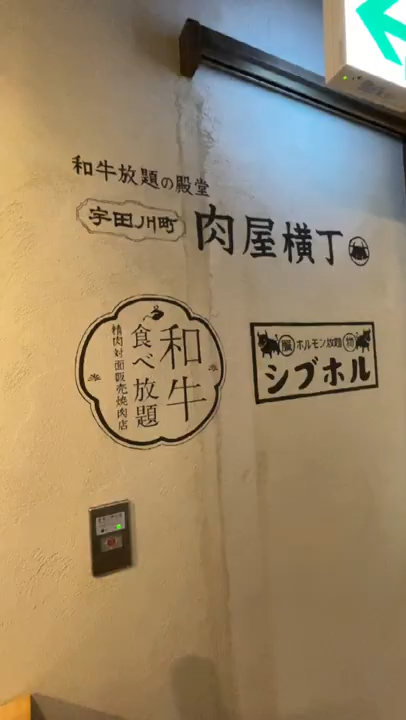 和牛放題の殿堂
宇田川町
肉屋横丁
和牛
食べ放題
精肉対面販売焼肉店
臓 ホルモン放題 物
シブホル